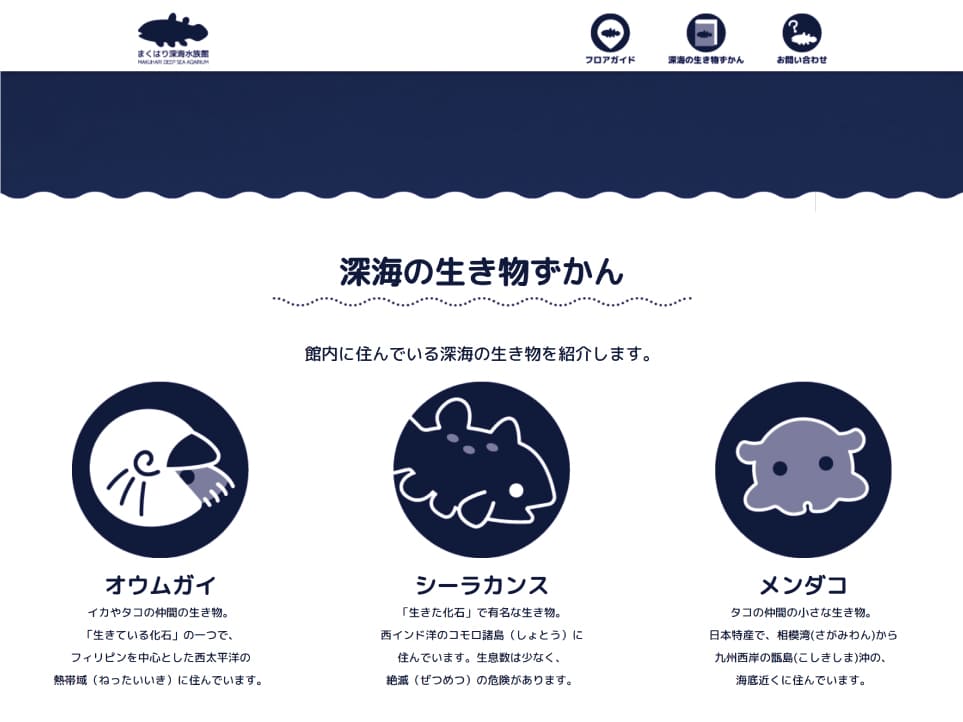 まくはり深海水族館
MAKUHARI DEEP SEA AQARIUM
フロアガイド
深海の生き物ずかん
お問い合わせ
深海の生き物ずかん
館内に住んでいる深海の生き物を紹介します。
オウムガイ
イカやタコの仲間の生き物。
「生きている化石」の一つで、
フィリピンを中心とした西太平洋の
熱帯域（ねったいいき）に住んでいます。
シーラカンス
「生きた化石」で有名な生き物。
西インド洋のコモロ諸島（しょとう）に
住んでいます。生息数は少なく、
絶滅（ぜつめつ）の危険があります。
メンダコ
タコの仲間の小さな生き物。
日本特産で、相模湾(さがみわん)から
九州西岸の甑島(こしきしま)沖の、
海底近くに住んでいます。